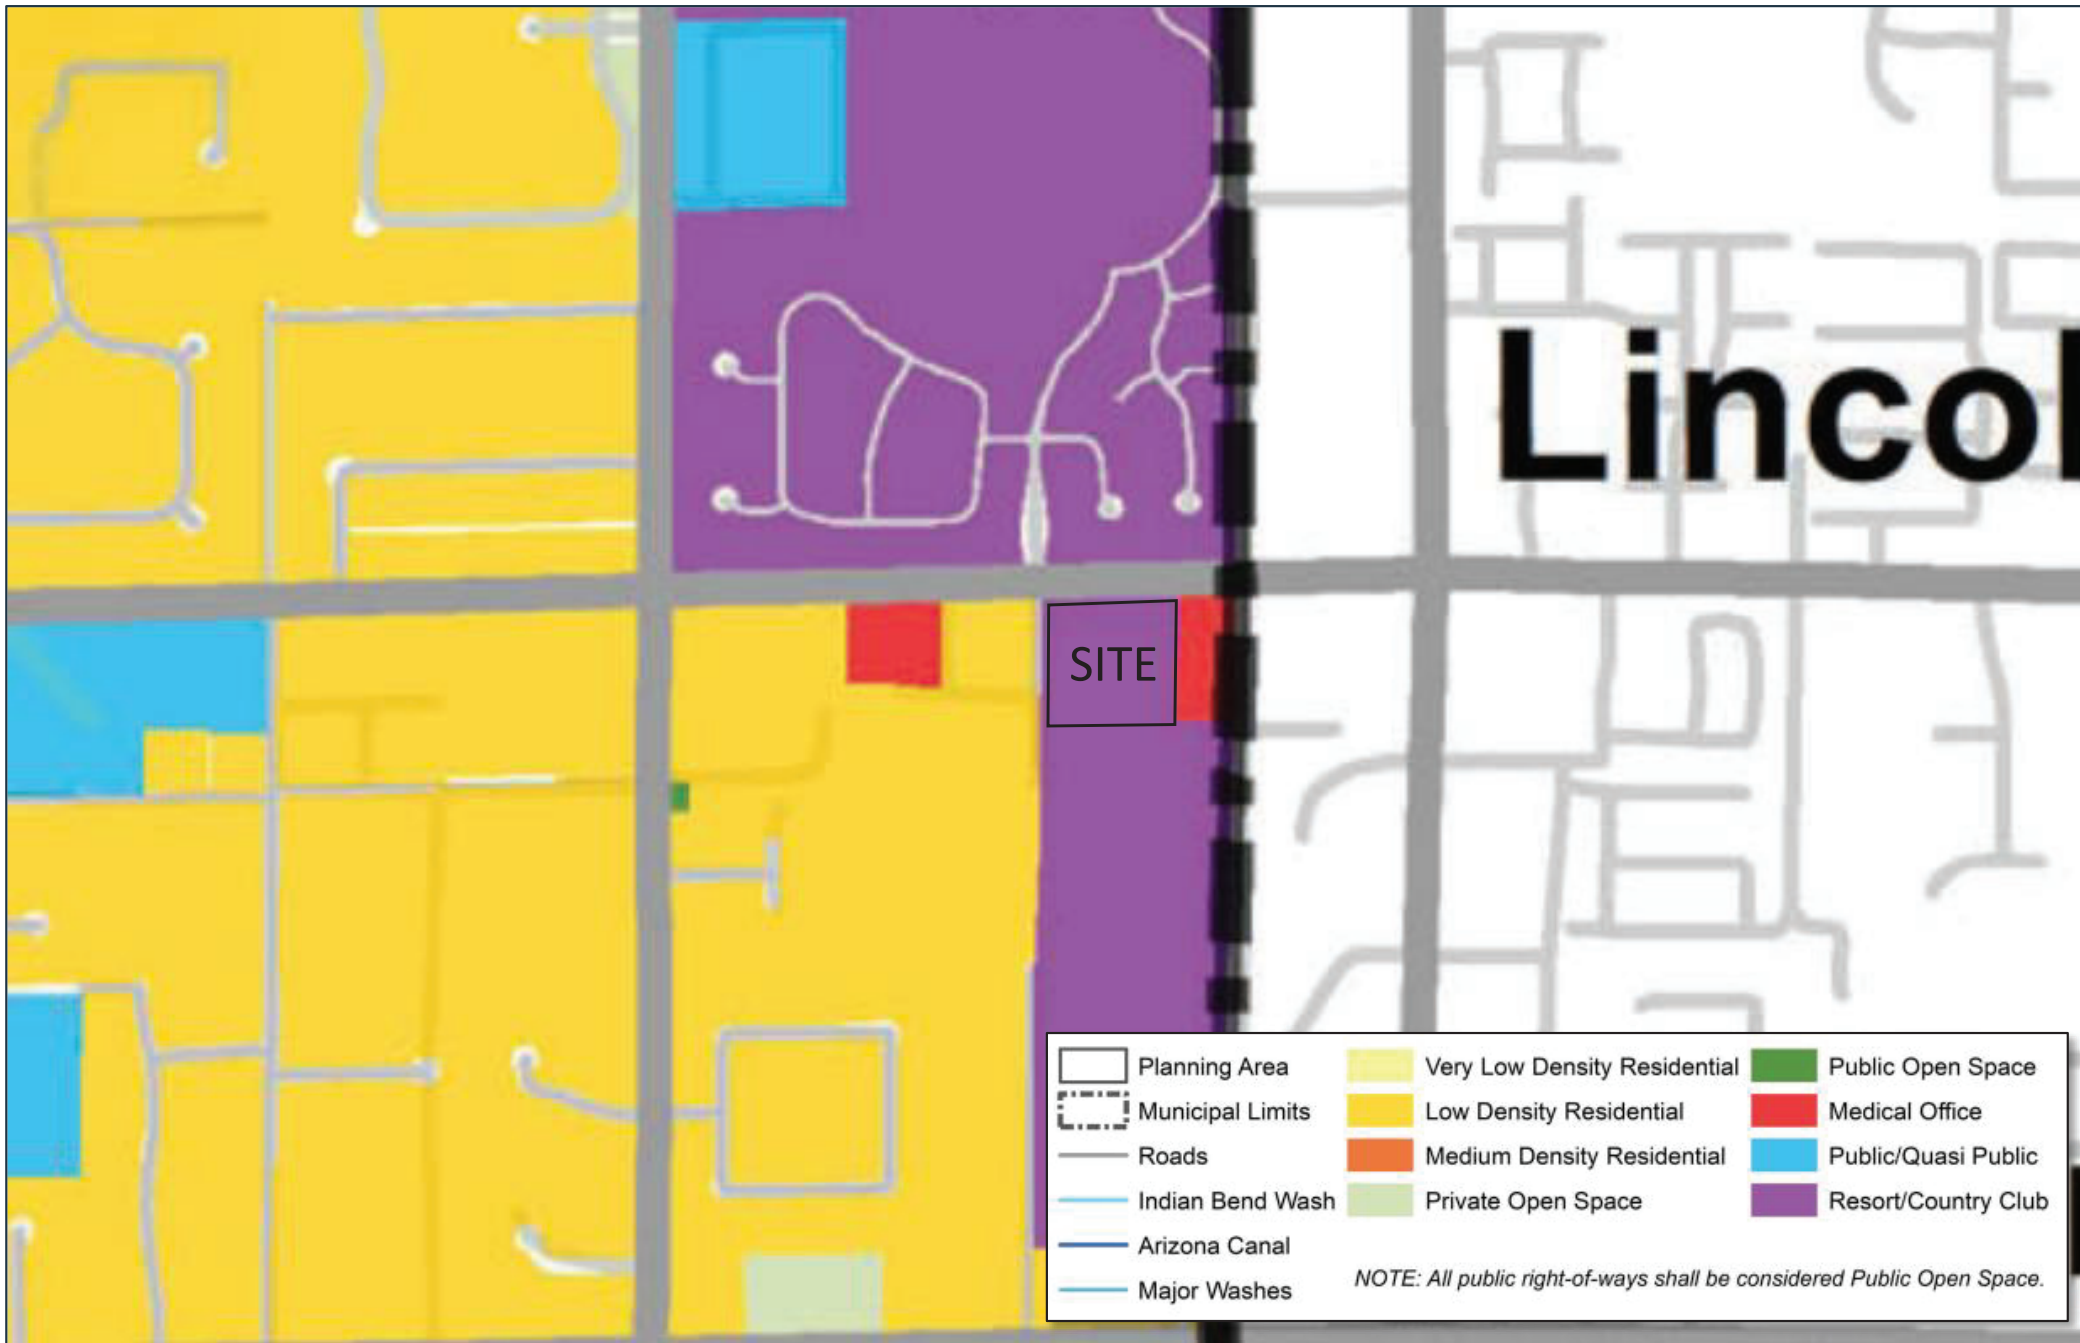 Lincol
SITE
Planning Area
Municipal Limits
Roads
Indian Bend Wash
Arizona Canal
Major Washes
Very Low Density Residential
Low Density Residential
Medium Density Residential
Private Open Space
Public Open Space
Medical Office
Public/Quasi Public
Resort/Country Club
NOTE: All public right-of-ways shall be considered Public Open Space.